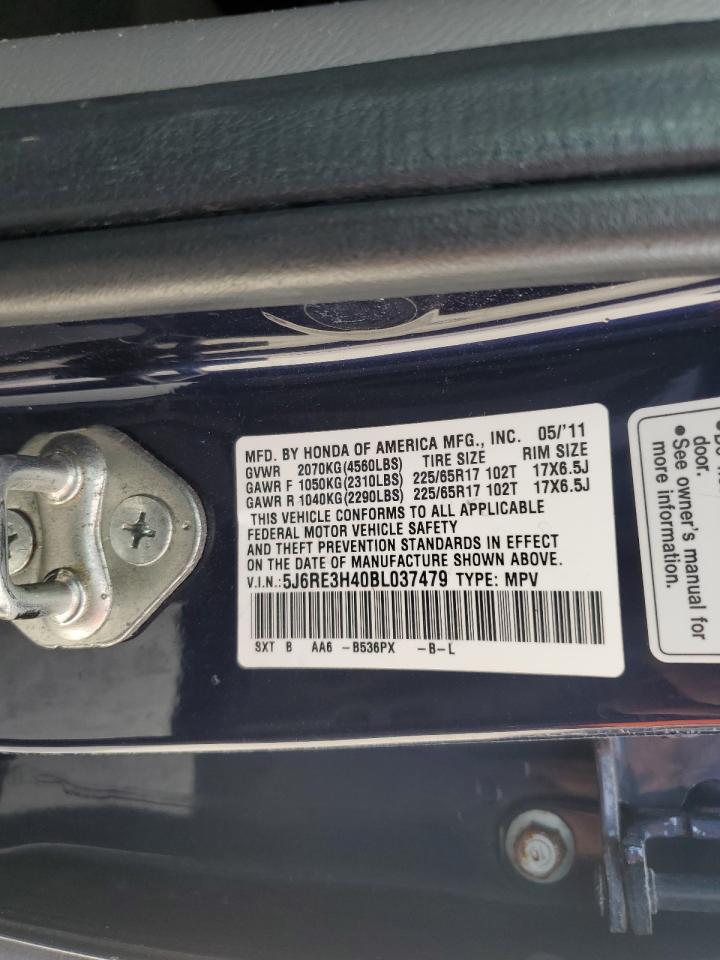 MFD. BY HONDA OF AMERICA MFG., INC. 05/'11
GVWR 2070KG(4560LBS) TIRE SIZE RIM SIZE
GAWR F 1050KG(2310LBS) 225/65R17 102T 17X6.5J
GAWR R 1040KG(2290LBS) 225/65R17 102T 17X6.5J
THIS VEHICLE CONFORMS TO ALL APPLICABLE
FEDERAL MOTOR VEHICLE SAFETY
AND THEFT PREVENTION STANDARDS IN EFFECT
ON THE DATE OF MANUFACTURE SHOWN ABOVE.
V.I.N.:5J6RE3H40BL037479 TYPE: MPV
SXT B AA6 -B536PX -B-L
door.
•See owner's manual for
more information.